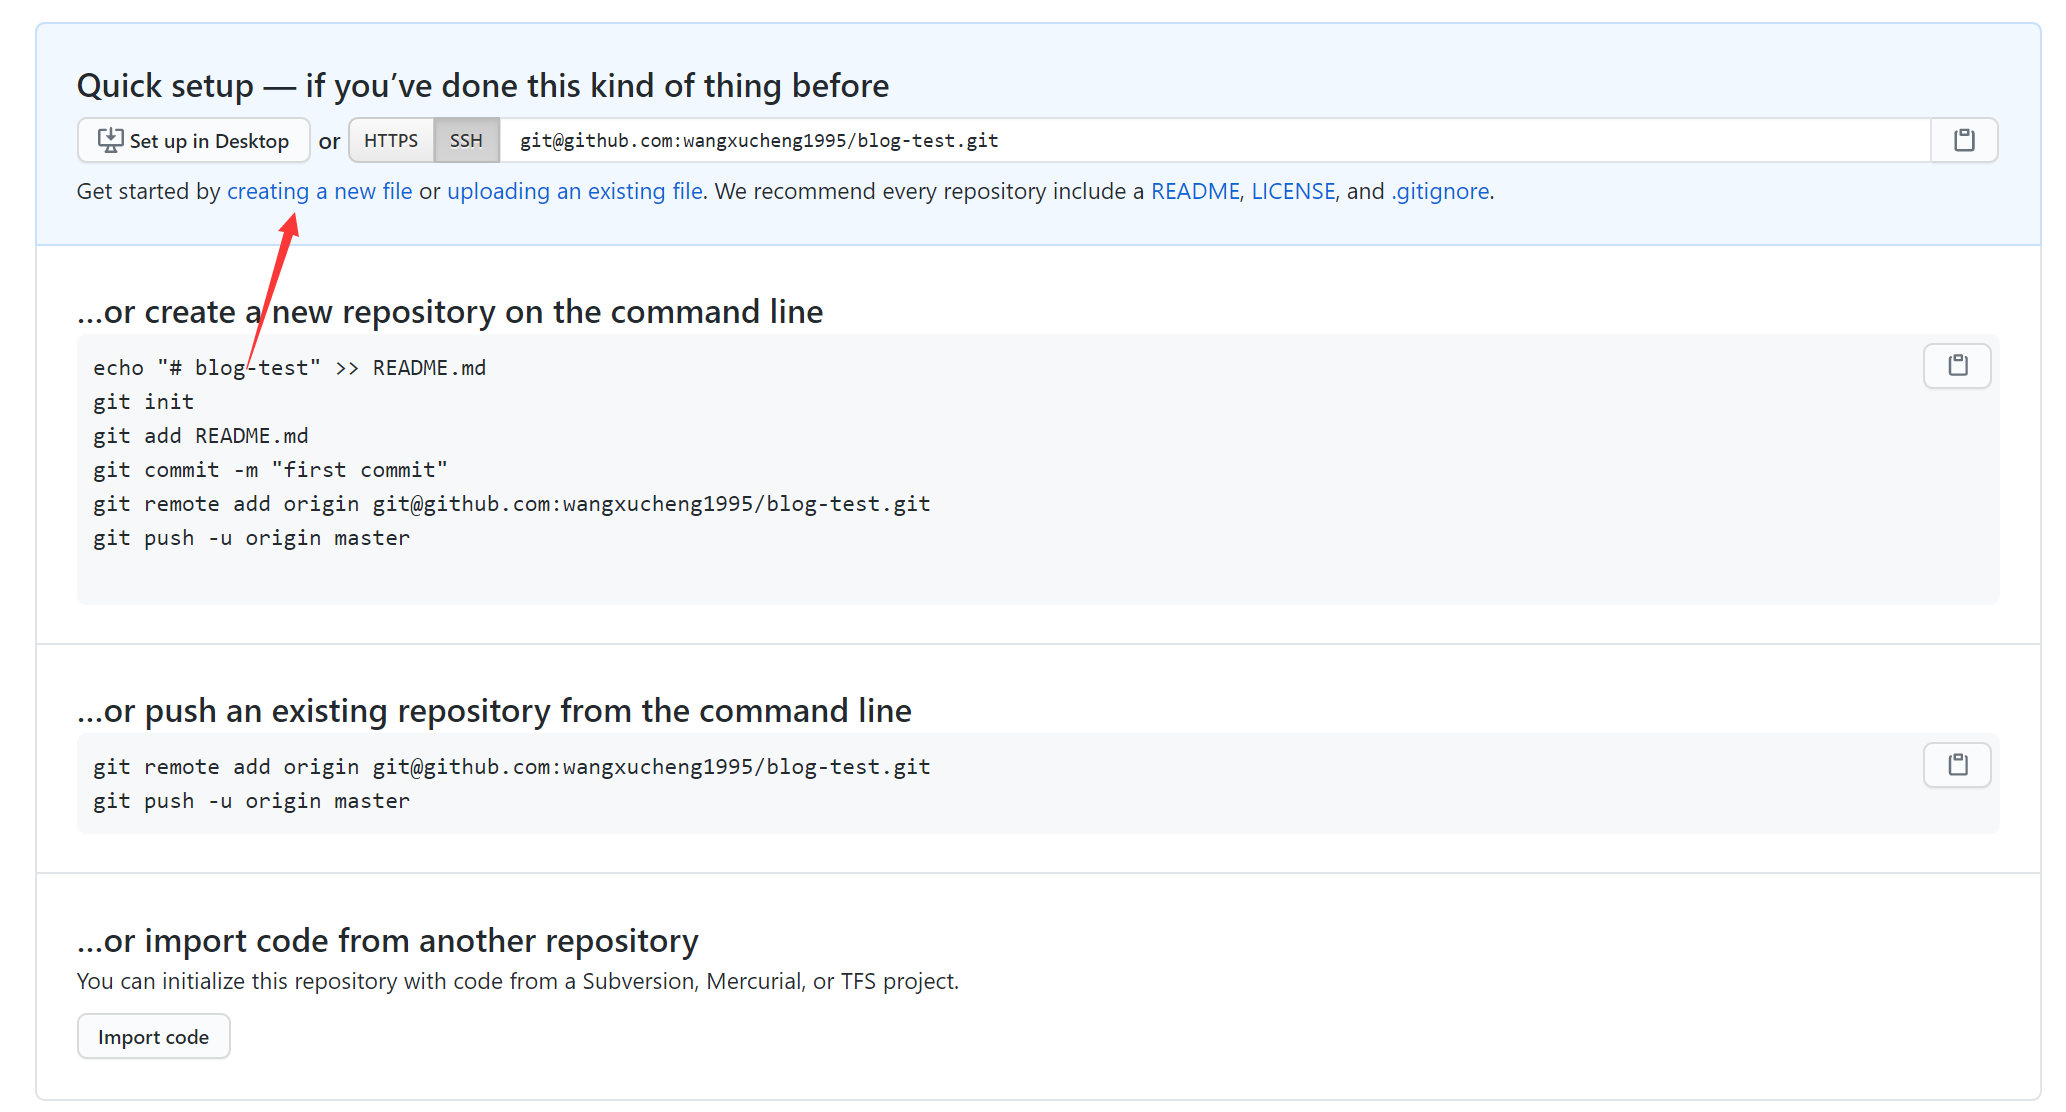 Quick setup — if you’ve done this kind of thing before
Set up in Desktop or HTTPS SSH git@github.com:wangxucheng1995/blog-test.git
Get started by creating a new file or uploading an existing file. We recommend every repository include a README, LICENSE, and .gitignore.
…or create a new repository on the command line
echo "# blog-test" >> README.md
git init
git add README.md
git commit -m "first commit"
git remote add origin git@github.com:wangxucheng1995/blog-test.git
git push -u origin master
…or push an existing repository from the command line
git remote add origin git@github.com:wangxucheng1995/blog-test.git
git push -u origin master
…or import code from another repository
You can initialize this repository with code from a Subversion, Mercurial, or TFS project.
Import code